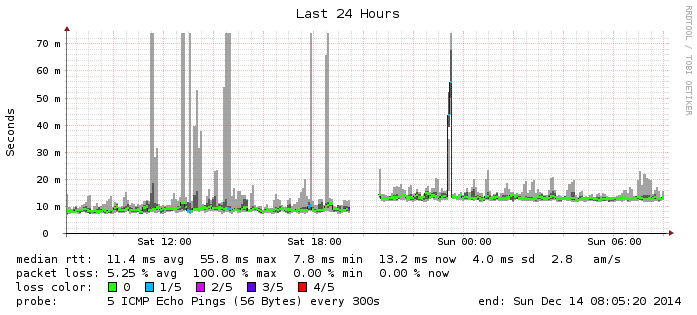 Last 24 Hours
RRDTOOL / TOBI OETIKER
Seconds
70 m
60 m
50 m
40 m
30 m
20 m
10 m
0
Sat 12:00 Sat 18:00 Sun 00:00 Sun 06:00
median rtt: 11.4 ms avg 55.8 ms max 7.8 ms min 13.2 ms now 4.0 ms sd 2.8 am/s
packet loss: 5.25 % avg 100.00 % max 0.00 % min 0.00 % now
loss color: 0 1/5 2/5 3/5 4/5
probe: 5 ICMP Echo Pings (56 Bytes) every 300s end: Sun Dec 14 08:05:20 2014